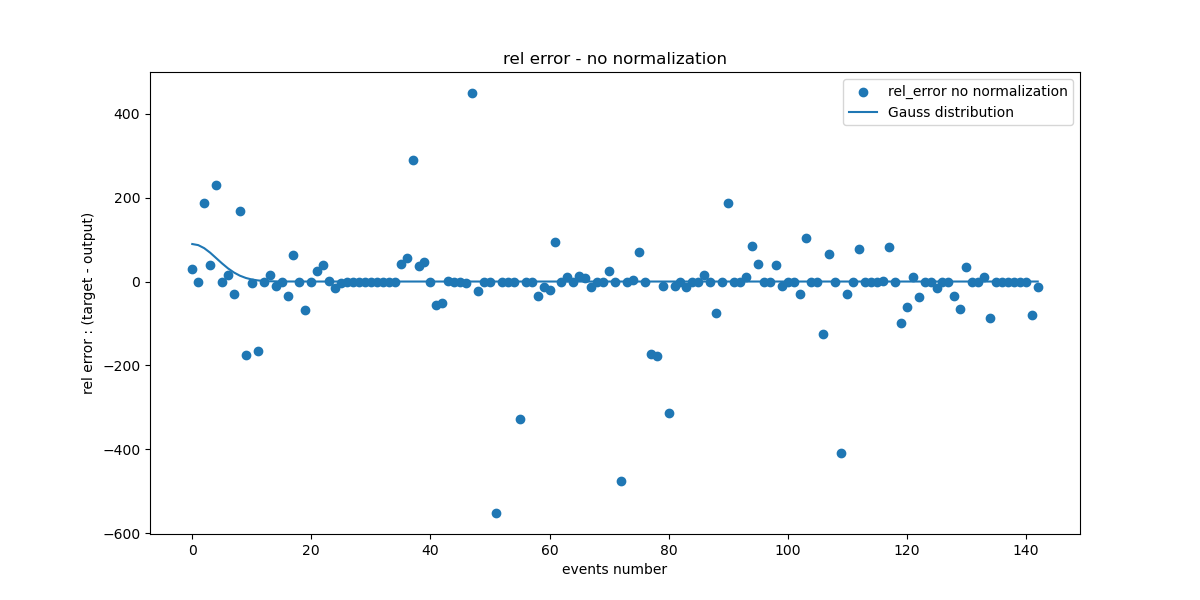 rel error - no normalization
rel_error no normalization
Gauss distribution
rel error : (target - output)
400
200
0
−200
−400
−600
0 20 40 60 80 100 120 140
events number